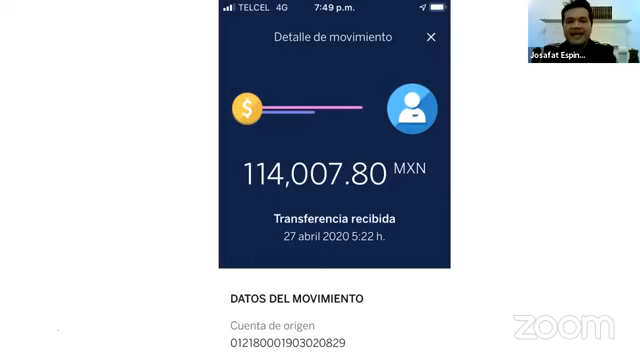 TELCEL 4G 7:49 p.m.
Detalle de movimiento
Josafat Espin...
$
114,007.80 MXN
Transferencia recibida
27 abril 2020 5:22 h.
DATOS DEL MOVIMIENTO
Cuenta de origen
012180001903020829
zoom